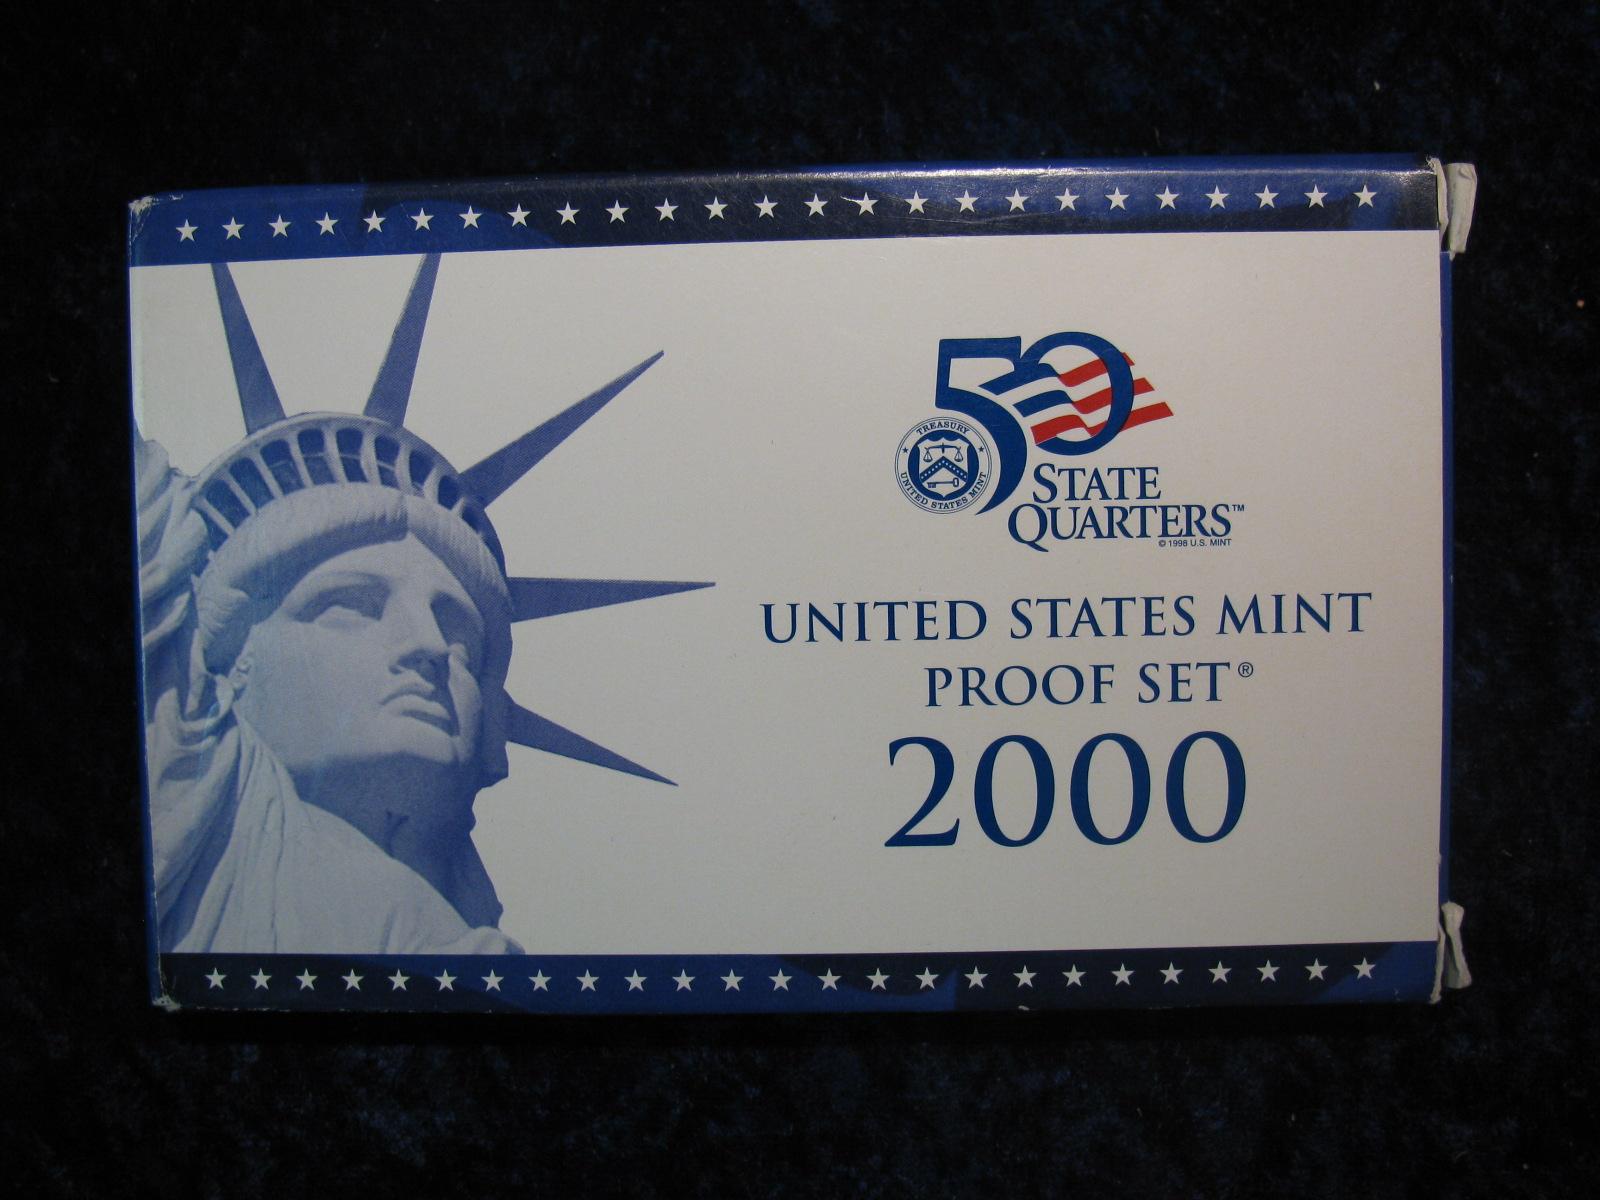 50
TREASURY
UNITED STATES MINT
STATE
QUARTERS™
© 1998 U.S. MINT
UNITED STATES MINT
PROOF SET®
2000